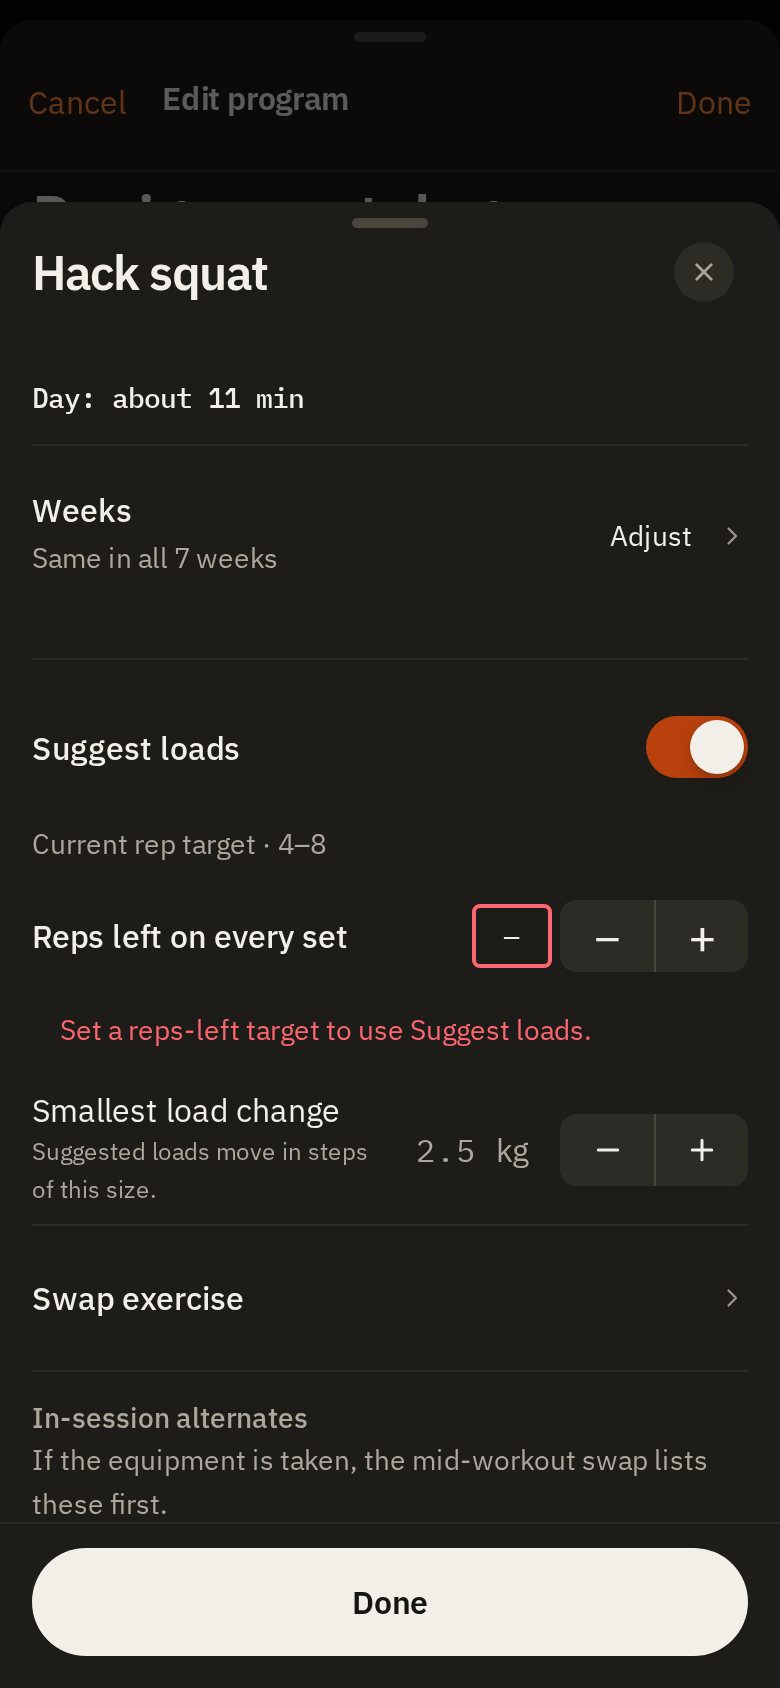 Cancel Edit program Done
Hack squat
Day: about 11 min
Weeks
Same in all 7 weeks
Adjust
Suggest loads
Current rep target · 4–8
Reps left on every set – − +
Set a reps-left target to use Suggest loads.
Smallest load change
Suggested loads move in steps
of this size.
2.5 kg − +
Swap exercise
In-session alternates
If the equipment is taken, the mid-workout swap lists
these first.
Done